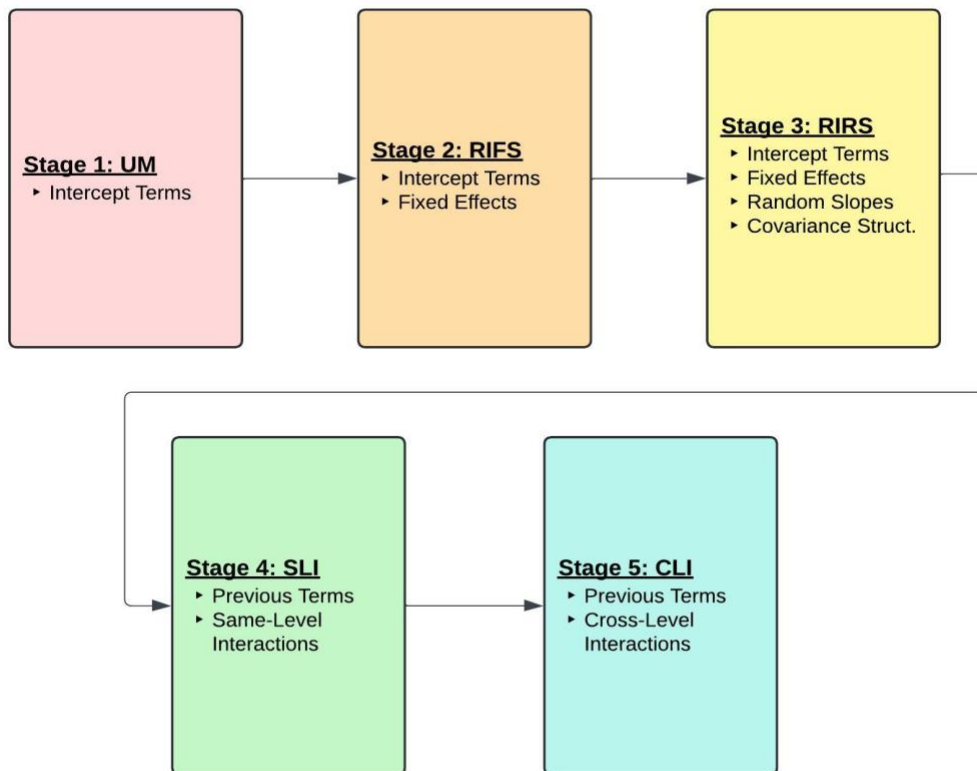 Stage 1: UM
‣ Intercept Terms
Stage 2: RIFS
‣ Intercept Terms
‣ Fixed Effects
Stage 3: RIRS
‣ Intercept Terms
‣ Fixed Effects
‣ Random Slopes
‣ Covariance Struct.
Stage 4: SLI
‣ Previous Terms
‣ Same-Level
Interactions
Stage 5: CLI
‣ Previous Terms
‣ Cross-Level
Interactions